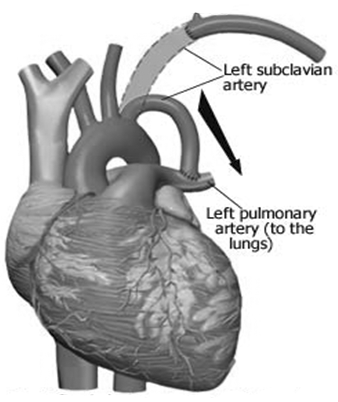 Left subclavian
artery
Left pulmonary
artery (to the
lungs)